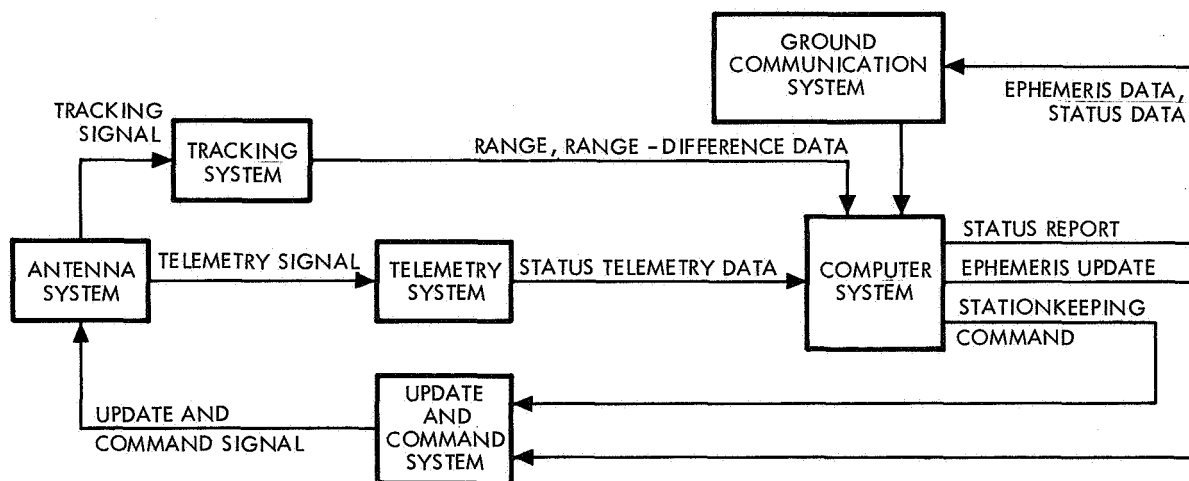 GROUND
COMMUNICATION
SYSTEM
EPHEMERIS DATA,
STATUS DATA
TRACKING
SIGNAL
TRACKING
SYSTEM
RANGE, RANGE - DIFFERENCE DATA
ANTENNA
SYSTEM
TELEMETRY SIGNAL
TELEMETRY
SYSTEM
STATUS TELEMETRY DATA
COMPUTER
SYSTEM
STATUS REPORT
EPHEMERIS UPDATE
STATIONKEEPING
COMMAND
UPDATE AND
COMMAND SIGNAL
UPDATE
AND
COMMAND
SYSTEM